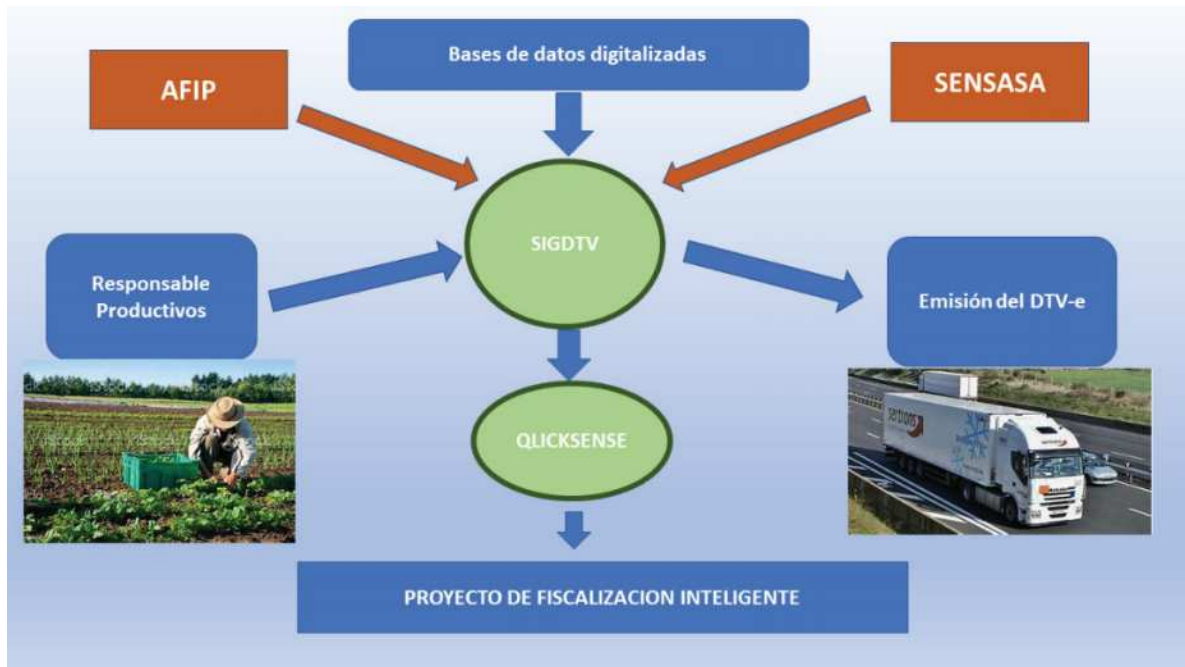 Bases de datos digitalizadas
AFIP
SENSASA
SIGDTV
Responsable
Productivos
Emisión del DTV-e
QLICKSENSE
PROYECTO DE FISCALIZACION INTELIGENTE